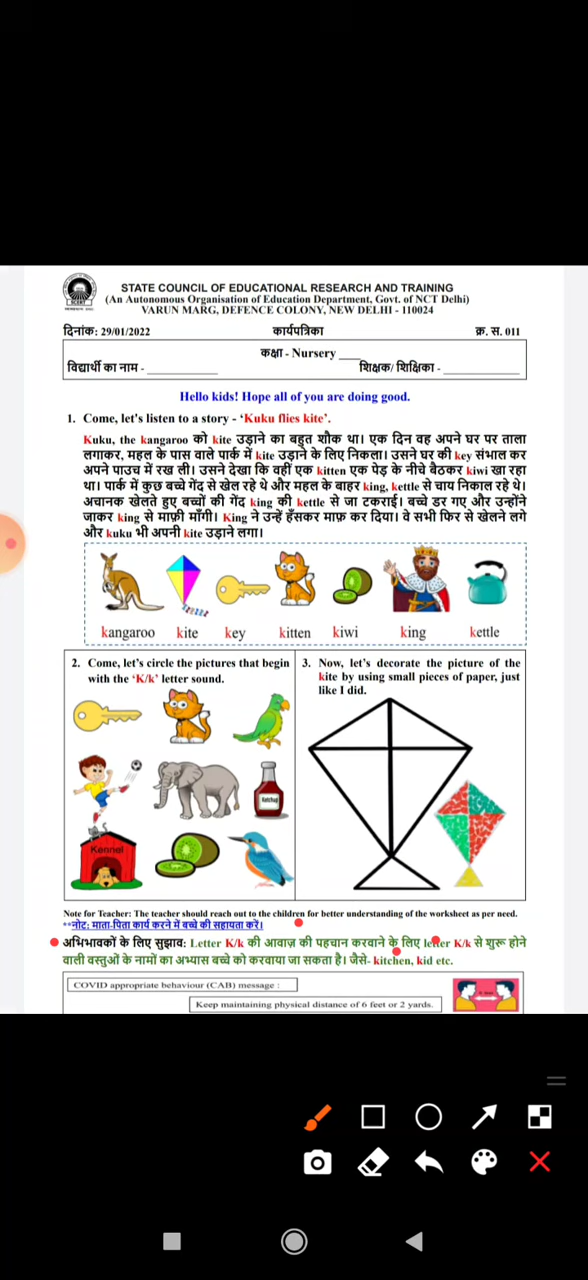 STATE COUNCIL OF EDUCATIONAL RESEARCH AND TRAINING
(An Autonomous Organisation of Education Department, Govt. of NCT Delhi)
VARUN MARG, DEFENCE COLONY, NEW DELHI - 110024
SCERT
दिनांक: 29/01/2022 कार्यपत्रिका क्र. स. 011
कक्षा - Nursery ____
विद्यार्थी का नाम - ____________ शिक्षक/ शिक्षिका - ____________
Hello kids! Hope all of you are doing good.
1. Come, let's listen to a story - ‘Kuku flies kite’.
Kuku, the kangaroo को kite उड़ाने का बहुत शौक था। एक दिन वह अपने घर पर ताला
लगाकर, महल के पास वाले पार्क में kite उड़ाने के लिए निकला। उसने घर की key संभाल कर
अपने पाउच में रख ली। उसने देखा कि वहीं एक kitten एक पेड़ के नीचे बैठकर kiwi खा रहा
था। पार्क में कुछ बच्चे गेंद से खेल रहे थे और महल के बाहर king, kettle से चाय निकाल रहे थे।
अचानक खेलते हुए बच्चों की गेंद king की kettle से जा टकराई। बच्चे डर गए और उन्होंने
जाकर king से माफ़ी माँगी। King ने उन्हें हँसकर माफ़ कर दिया। वे सभी फिर से खेलने लगे
और kuku भी अपनी kite उड़ाने लगा।
kangaroo kite key kitten kiwi king kettle
2. Come, let’s circle the pictures that begin
with the ‘K/k’ letter sound.
Ketchup
Kennel
3. Now, let’s decorate the picture of the
kite by using small pieces of paper, just
like I did.
Note for Teacher: The teacher should reach out to the children for better understanding of the worksheet as per need.
**नोट: माता-पिता कार्य करने में बच्चे की सहायता करें।
अभिभावकों के लिए सुझाव: Letter K/k की आवाज़ की पहचान करवाने के लिए letter K/k से शुरू होने
वाली वस्तुओं के नामों का अभ्यास बच्चे को करवाया जा सकता है। जैसे- kitchen, kid etc.
COVID appropriate behaviour (CAB) message :
Keep maintaining physical distance of 6 feet or 2 yards.